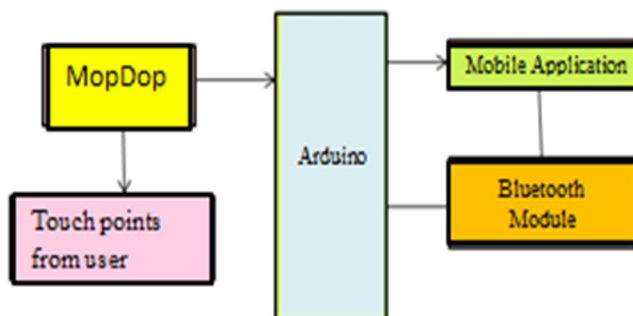 MopDop
Touch points
from user
Arduino
Mobile Application
Bluetooth
Module